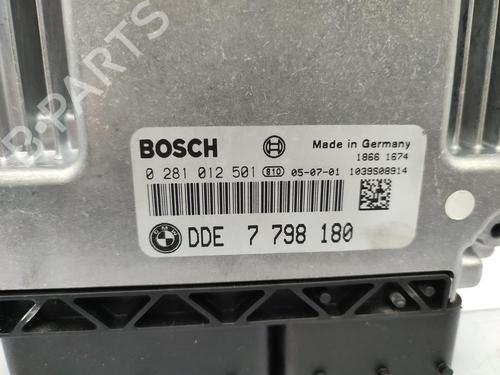 B-PARTS
BOSCH
Made in Germany
1866 1674
0 281 012 501 810 05-07-01 1039S08914
DDE 7 798 180